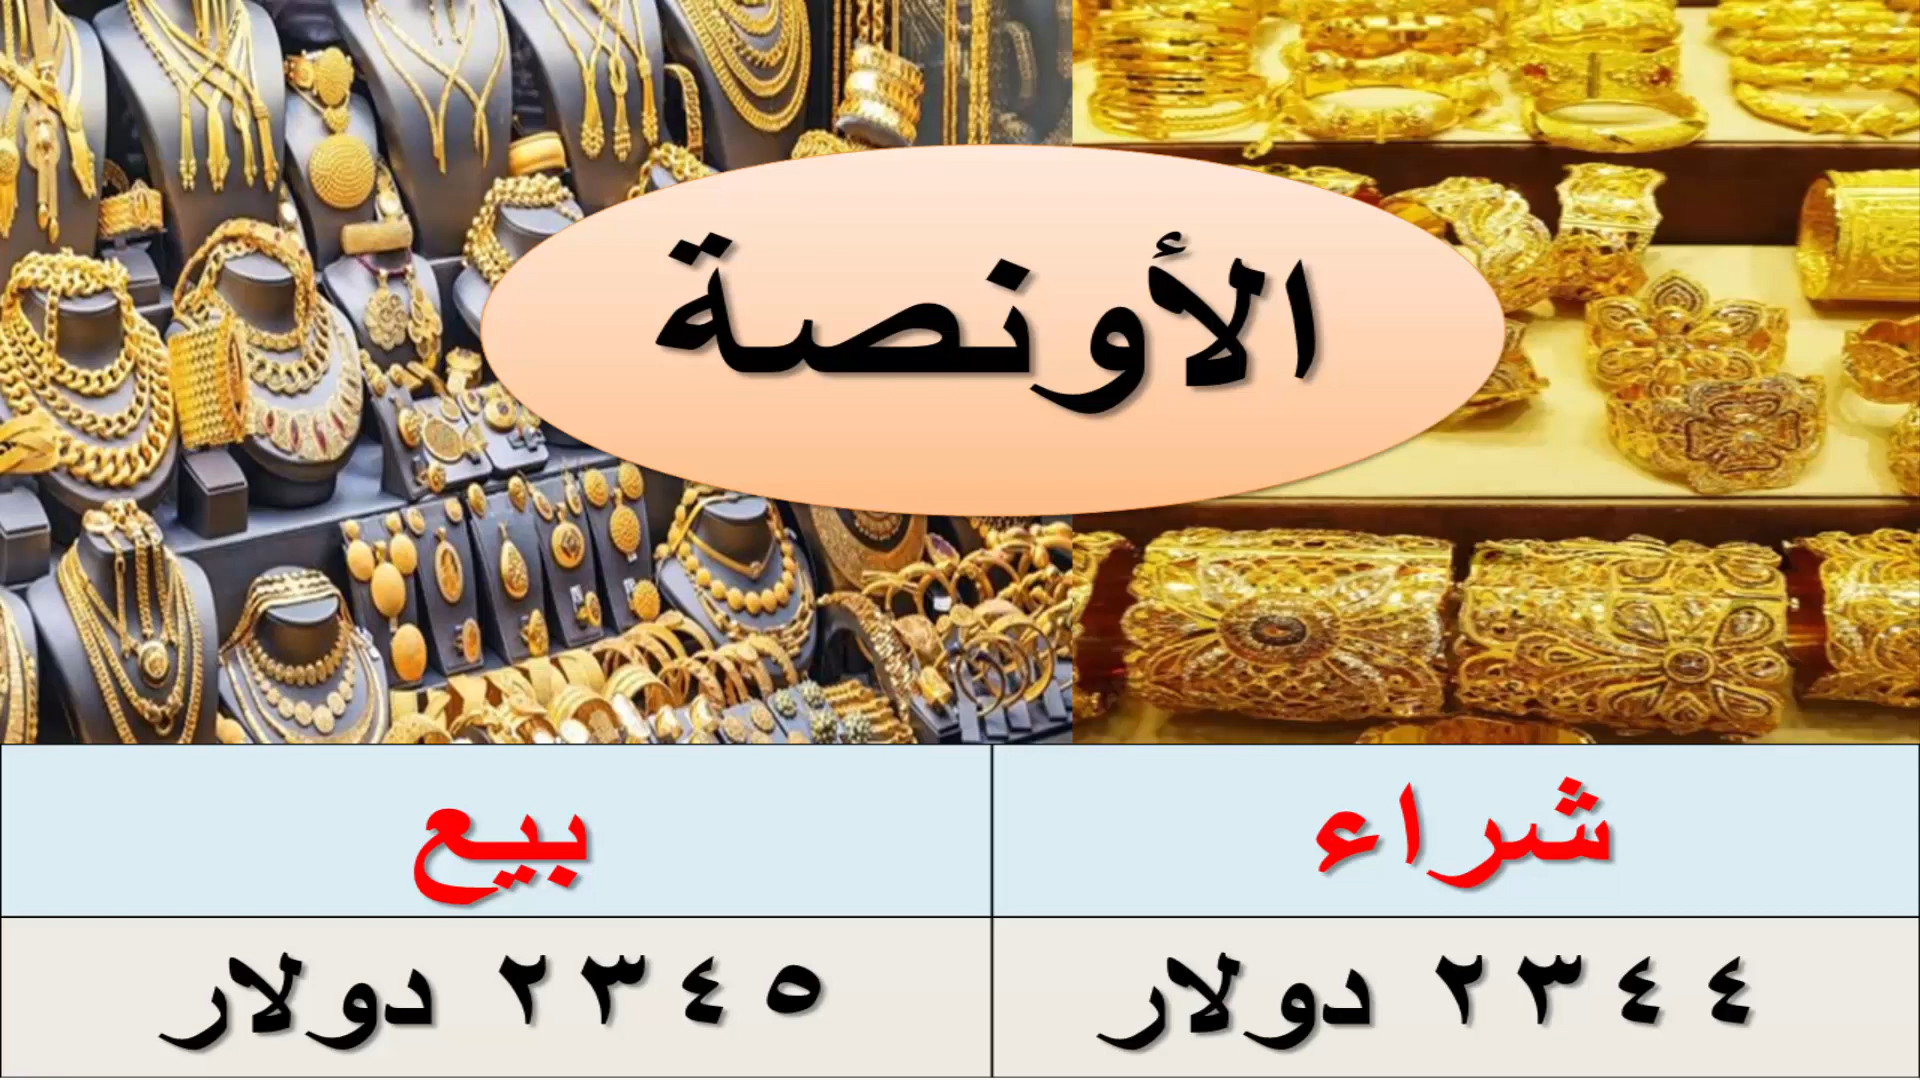 الأونصة
شراء
بيع
٢٣٤٤ دولار
٢٣٤٥ دولار